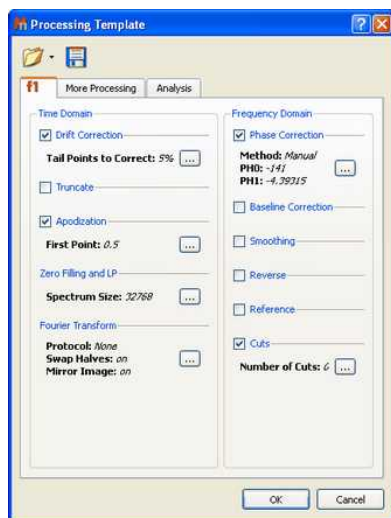 Processing Template
f1 More Processing Analysis
Time Domain
Drift Correction
Tail Points to Correct: 5% ...
Truncate
Apodization
First Point: 0.5 ...
Zero Filling and LP
Spectrum Size: 32768 ...
Fourier Transform
Protocol: None
Swap Halves: on ...
Mirror Image: on
Frequency Domain
Phase Correction
Method: Manual
PH0: -141 ...
PH1: -4.39315
Baseline Correction
Smoothing
Reverse
Reference
Cuts
Number of Cuts: 6 ...
OK Cancel